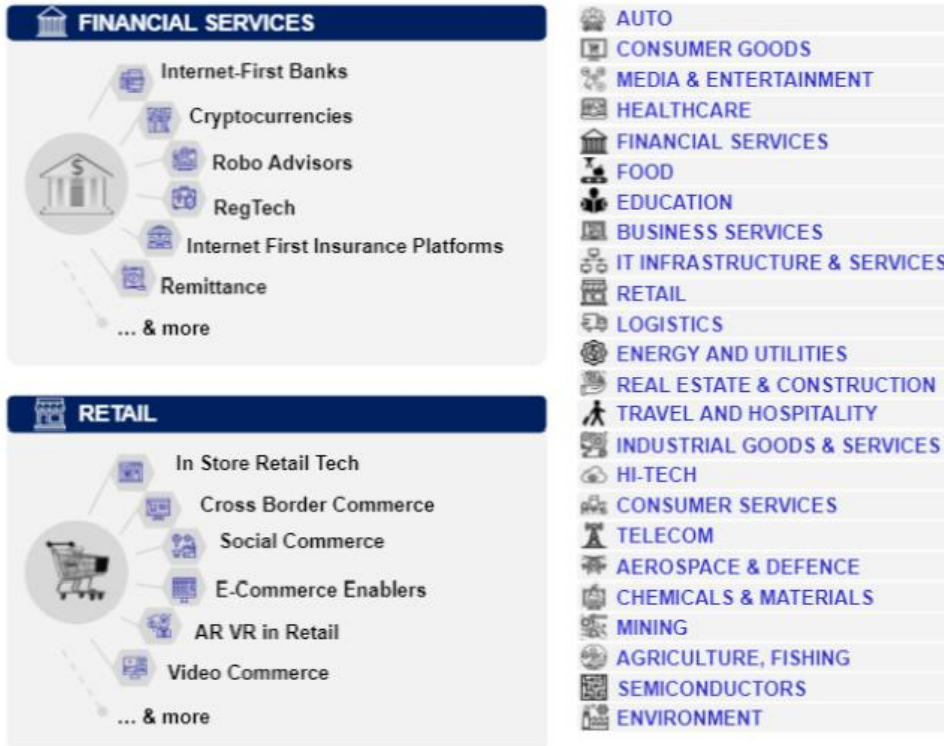 FINANCIAL SERVICES
Internet-First Banks
Cryptocurrencies
Robo Advisors
RegTech
Internet First Insurance Platforms
Remittance
... & more
RETAIL
In Store Retail Tech
Cross Border Commerce
Social Commerce
E-Commerce Enablers
AR VR in Retail
Video Commerce
... & more
AUTO
CONSUMER GOODS
MEDIA & ENTERTAINMENT
HEALTHCARE
FINANCIAL SERVICES
FOOD
EDUCATION
BUSINESS SERVICES
IT INFRASTRUCTURE & SERVICES
RETAIL
LOGISTICS
ENERGY AND UTILITIES
REAL ESTATE & CONSTRUCTION
TRAVEL AND HOSPITALITY
INDUSTRIAL GOODS & SERVICES
HI-TECH
CONSUMER SERVICES
TELECOM
AEROSPACE & DEFENCE
CHEMICALS & MATERIALS
MINING
AGRICULTURE, FISHING
SEMICONDUCTORS
ENVIRONMENT